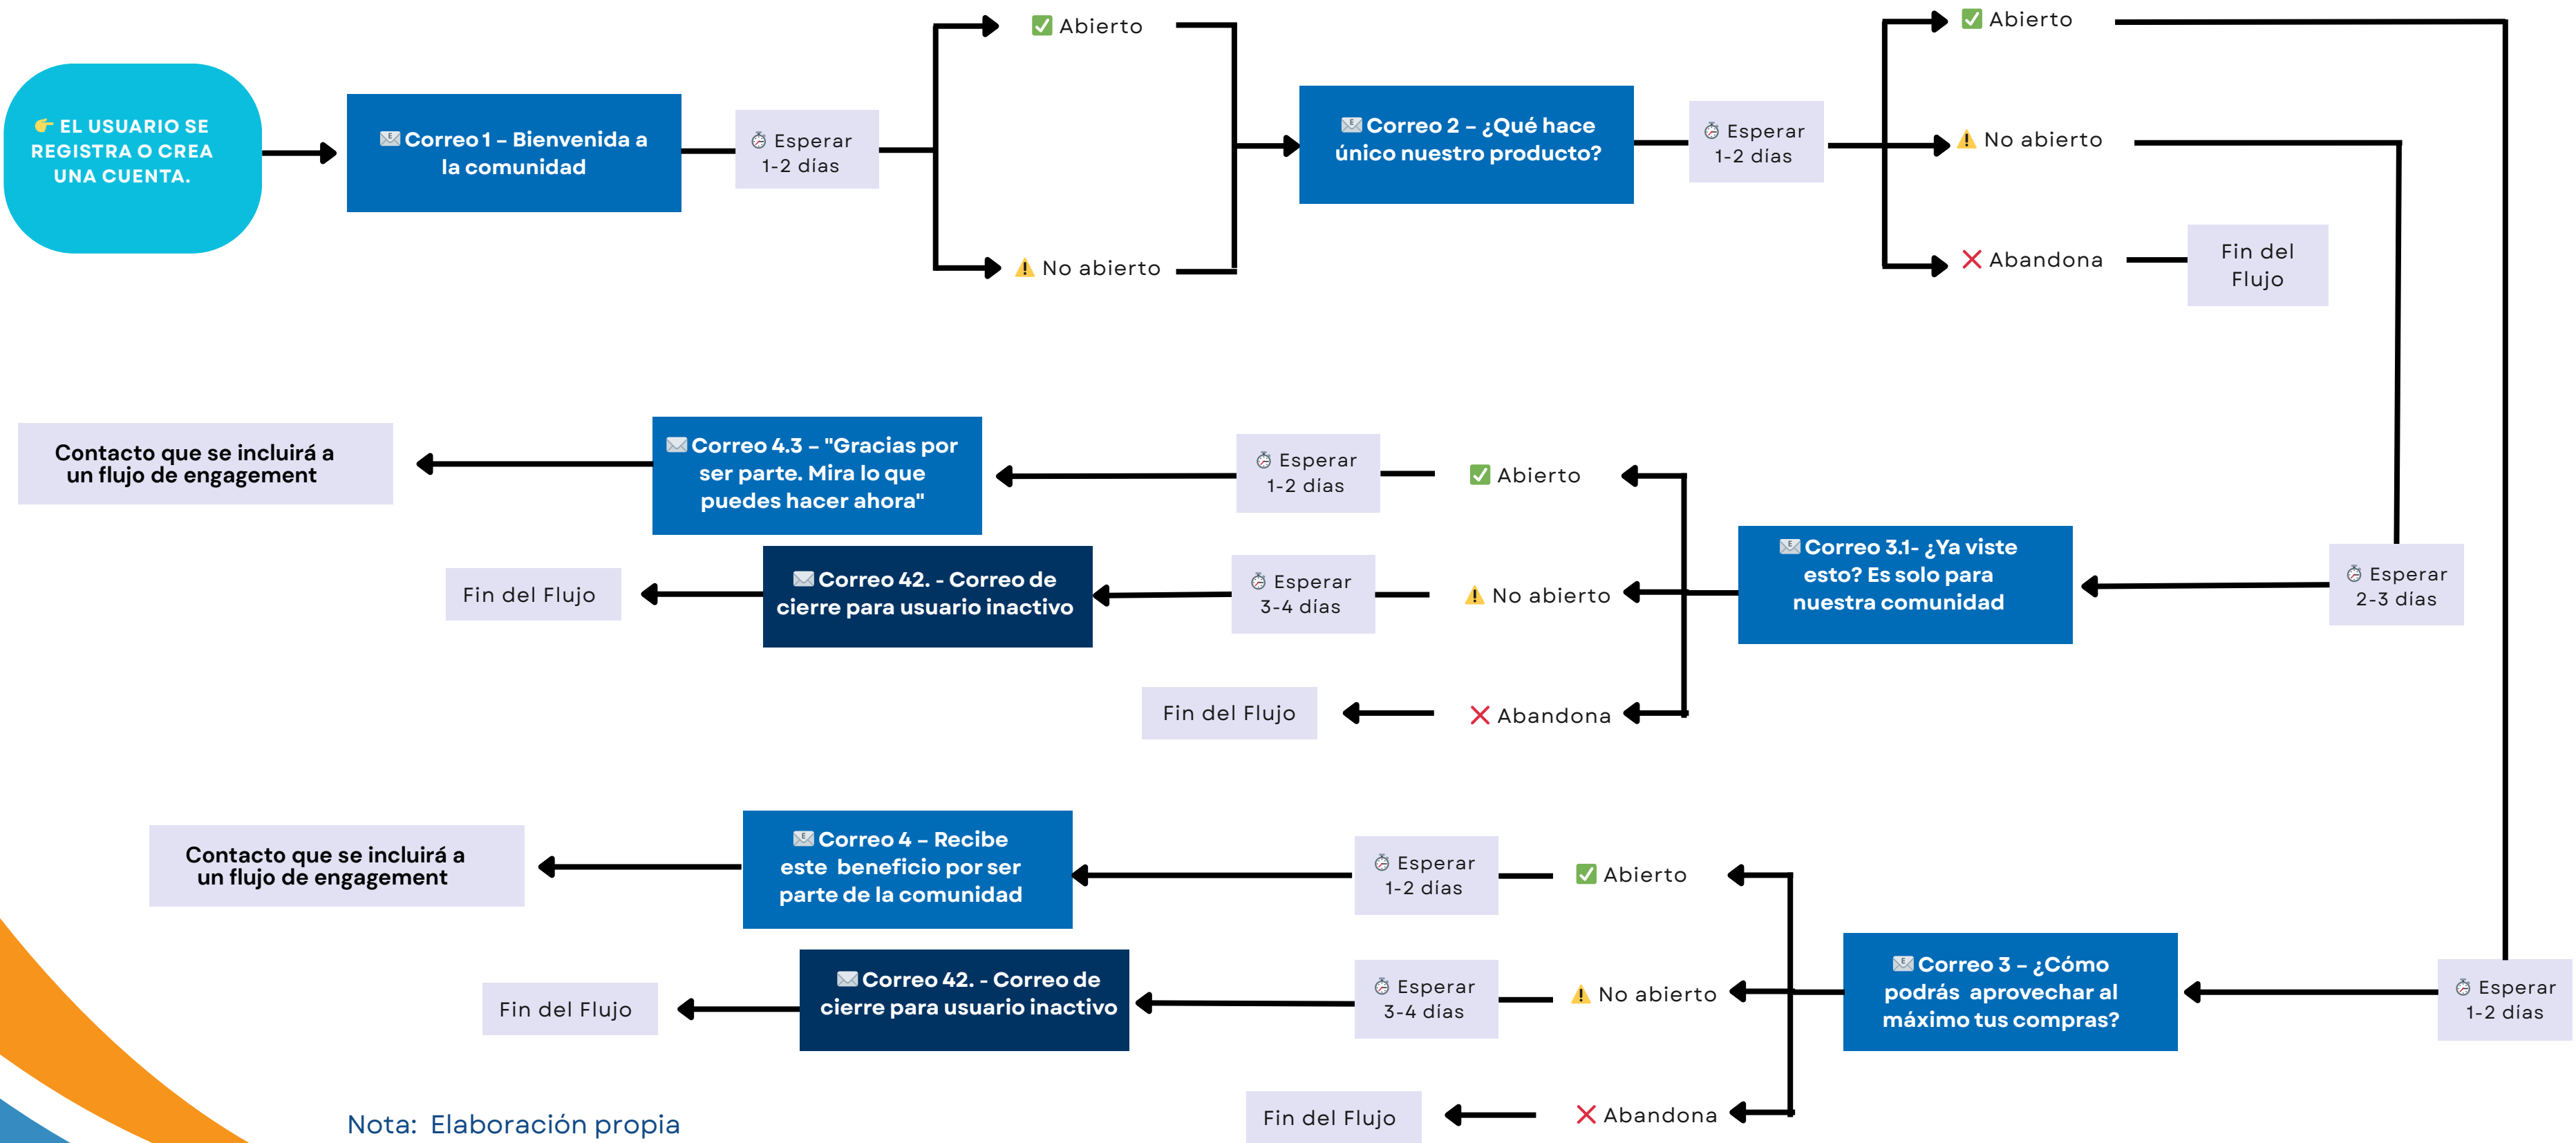 👉 EL USUARIO SE
REGISTRA O CREA
UNA CUENTA.
Correo 1 – Bienvenida a
la comunidad
Esperar
1-2 días
✅ Abierto
⚠️ No abierto
Correo 2 – ¿Qué hace
único nuestro producto?
Esperar
1-2 días
✅ Abierto
⚠️ No abierto
❌ Abandona
Fin del
Flujo
Contacto que se incluirá a
un flujo de engagement
Correo 4.3 – "Gracias por
ser parte. Mira lo que
puedes hacer ahora"
Esperar
1-2 días
✅ Abierto
Fin del Flujo
Correo 42. - Correo de
cierre para usuario inactivo
Esperar
3-4 días
⚠️ No abierto
Correo 3.1- ¿Ya viste
esto? Es solo para
nuestra comunidad
Esperar
2-3 días
Fin del Flujo
❌ Abandona
Contacto que se incluirá a
un flujo de engagement
Correo 4 – Recibe
este beneficio por ser
parte de la comunidad
Esperar
1-2 días
✅ Abierto
Fin del Flujo
Correo 42. - Correo de
cierre para usuario inactivo
Esperar
3-4 días
⚠️ No abierto
Correo 3 – ¿Cómo
podrás aprovechar al
máximo tus compras?
Esperar
1-2 días
Fin del Flujo
❌ Abandona
Nota: Elaboración propia